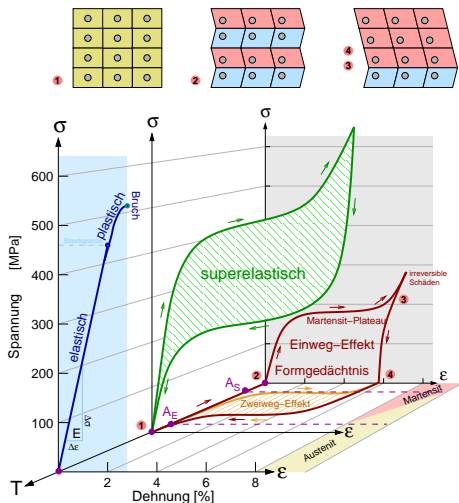 1
2
4
3
σ
σ
σ
600
500
400
300
200
100
Spannung [MPa]
plastisch
Bruch
Streckgrenze
elastisch
E
Δσ
Δε
superelastisch
irreversible
Schäden
3
Martensit–Plateau
Einweg–Effekt
Formgedächtnis
2
4
ε
A_S
A_E
Zweiweg–Effekt
1
ε
Martensit
Austenit
T
2
4
6
8
ε
Dehnung [%]